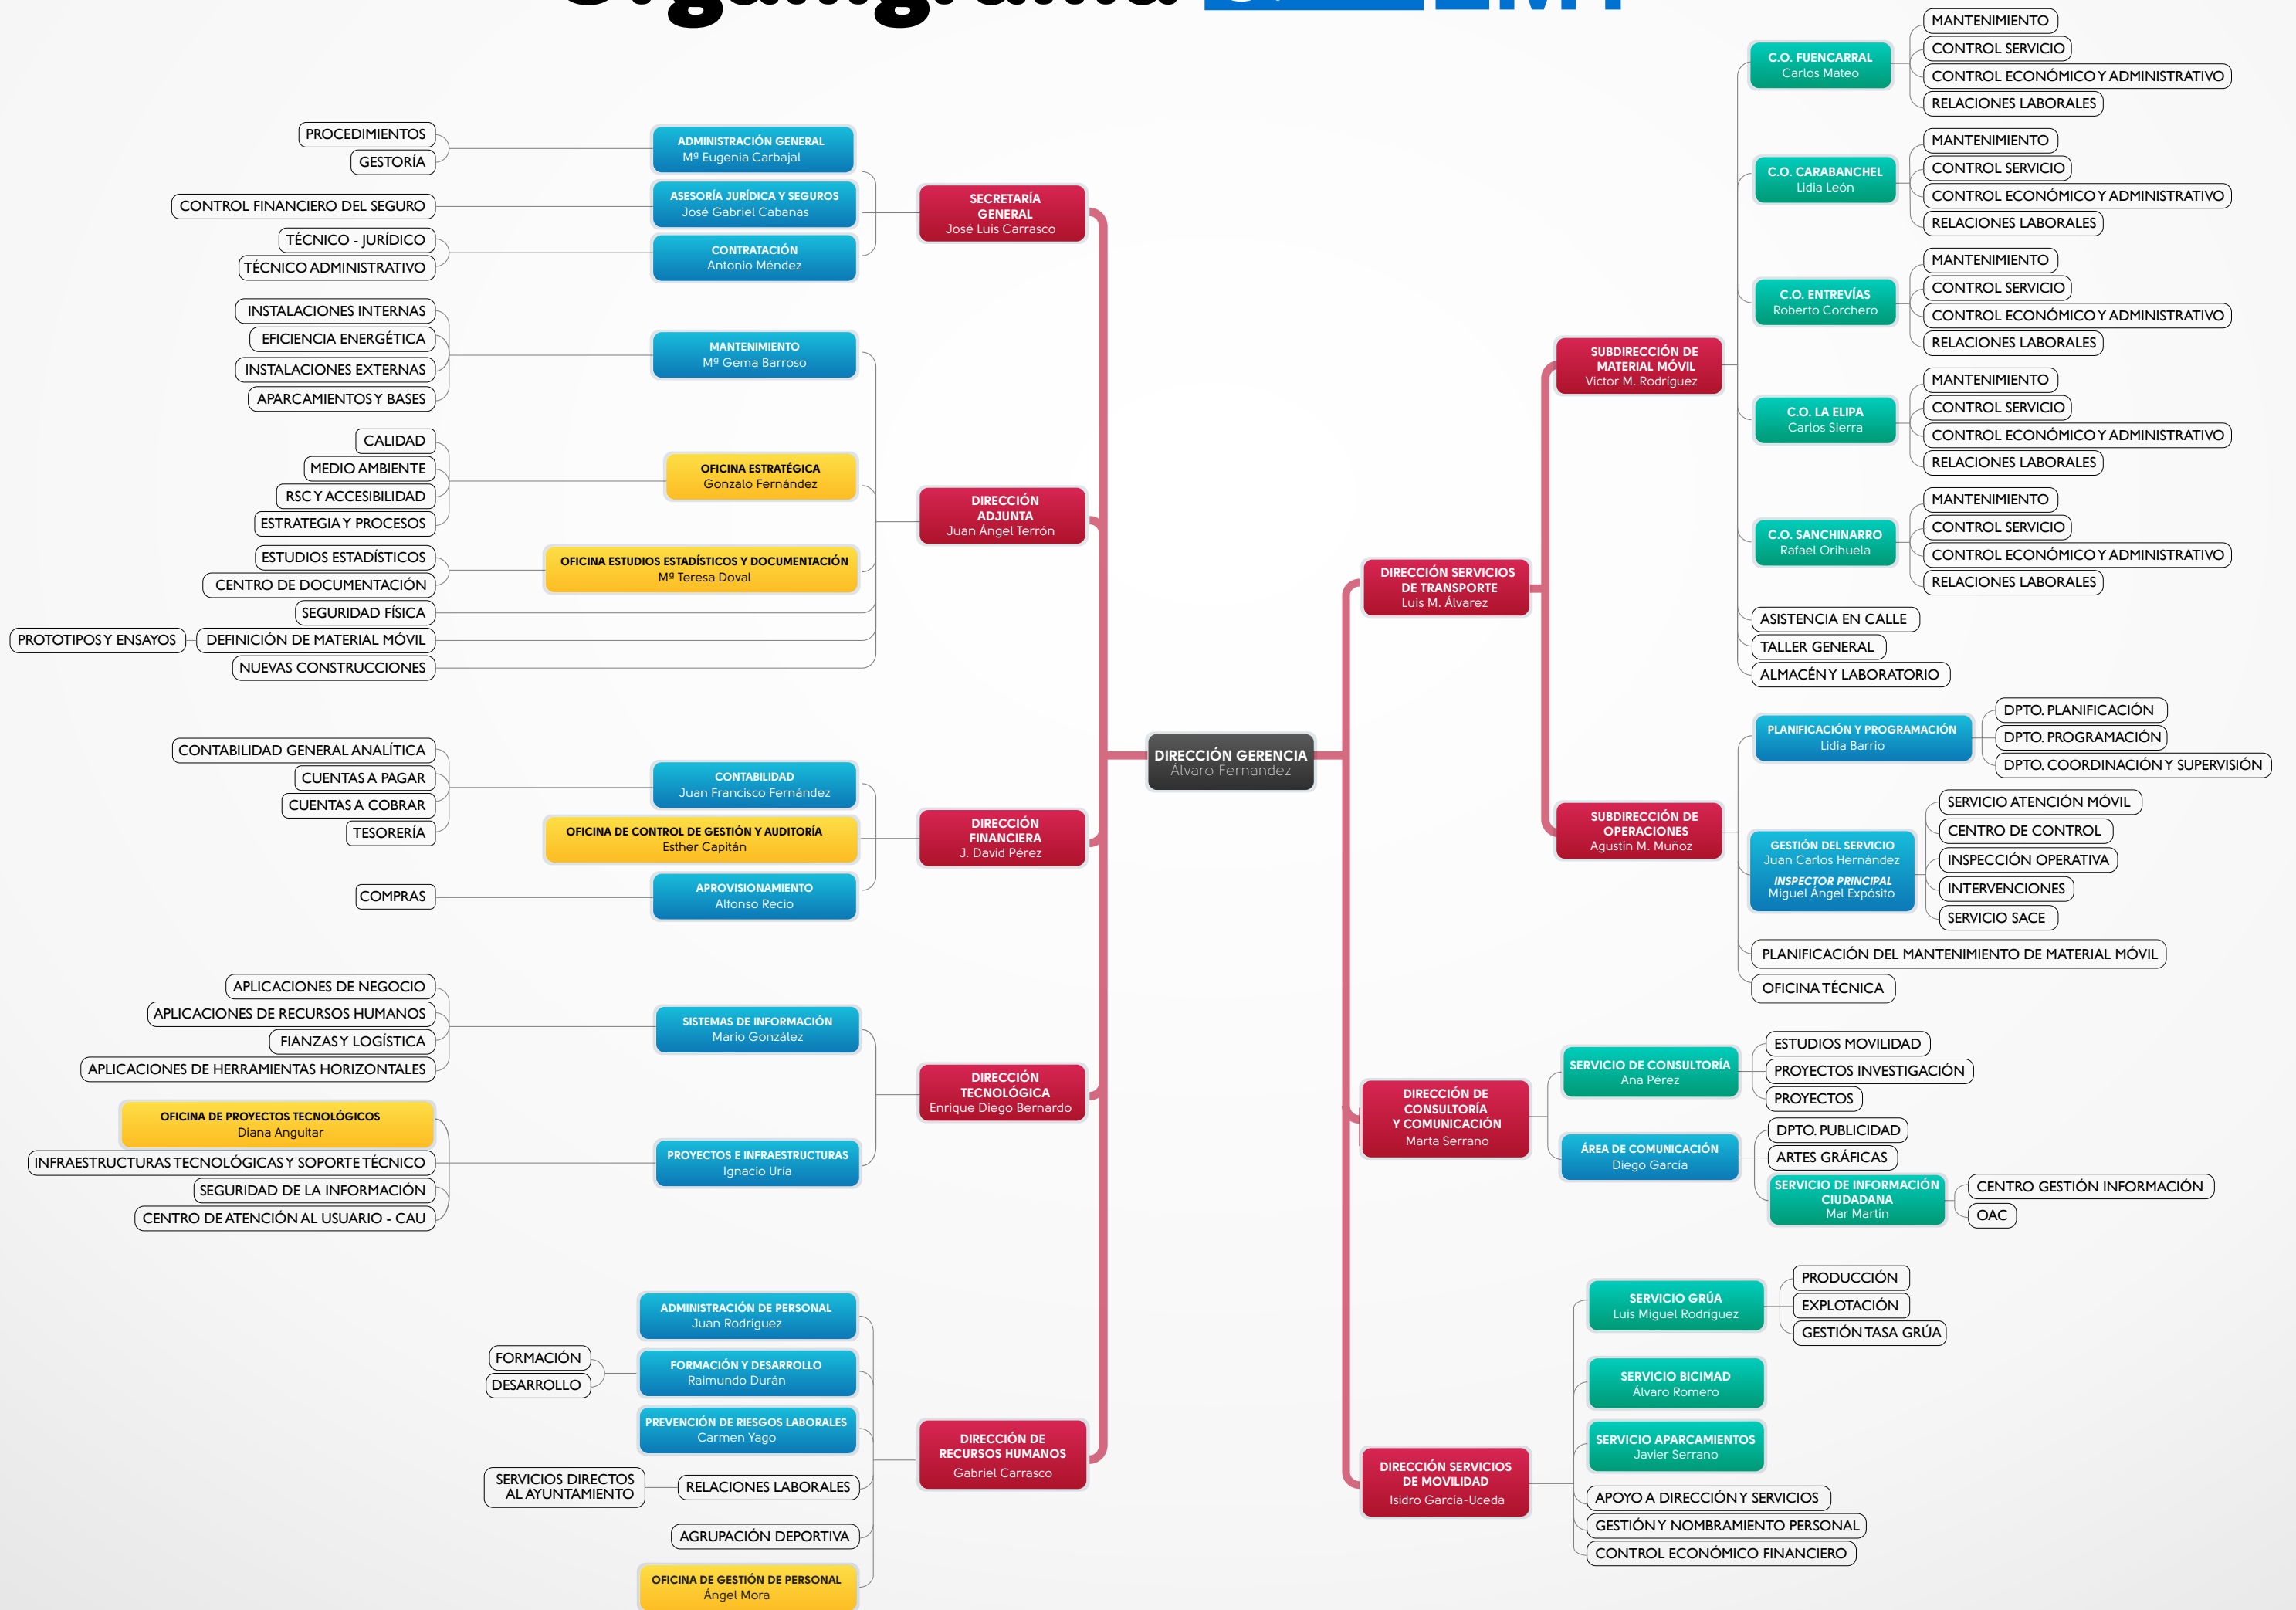 Organigrama EMT
PROCEDIMIENTOS
GESTORÍA
ADMINISTRACIÓN GENERAL
Mª Eugenia Carbajal
CONTROL FINANCIERO DEL SEGURO
ASESORÍA JURÍDICA Y SEGUROS
José Gabriel Cabanas
TÉCNICO - JURÍDICO
TÉCNICO ADMINISTRATIVO
CONTRATACIÓN
Antonio Méndez
SECRETARÍA
GENERAL
José Luis Carrasco
INSTALACIONES INTERNAS
EFICIENCIA ENERGÉTICA
INSTALACIONES EXTERNAS
APARCAMIENTOS Y BASES
MANTENIMIENTO
Mª Gema Barroso
CALIDAD
MEDIO AMBIENTE
RSC Y ACCESIBILIDAD
ESTRATEGIA Y PROCESOS
OFICINA ESTRATÉGICA
Gonzalo Fernández
ESTUDIOS ESTADÍSTICOS
CENTRO DE DOCUMENTACIÓN
OFICINA ESTUDIOS ESTADÍSTICOS Y DOCUMENTACIÓN
Mª Teresa Doval
SEGURIDAD FÍSICA
PROTOTIPOS Y ENSAYOS
DEFINICIÓN DE MATERIAL MÓVIL
NUEVAS CONSTRUCCIONES
DIRECCIÓN
ADJUNTA
Juan Ángel Terrón
CONTABILIDAD GENERAL ANALÍTICA
CUENTAS A PAGAR
CUENTAS A COBRAR
TESORERÍA
CONTABILIDAD
Juan Francisco Fernández
OFICINA DE CONTROL DE GESTIÓN Y AUDITORÍA
Esther Capitán
COMPRAS
APROVISIONAMIENTO
Alfonso Recio
DIRECCIÓN
FINANCIERA
J. David Pérez
APLICACIONES DE NEGOCIO
APLICACIONES DE RECURSOS HUMANOS
FIANZAS Y LOGÍSTICA
APLICACIONES DE HERRAMIENTAS HORIZONTALES
SISTEMAS DE INFORMACIÓN
Mario González
OFICINA DE PROYECTOS TECNOLÓGICOS
Diana Anguitar
INFRAESTRUCTURAS TECNOLÓGICAS Y SOPORTE TÉCNICO
SEGURIDAD DE LA INFORMACIÓN
CENTRO DE ATENCIÓN AL USUARIO - CAU
PROYECTOS E INFRAESTRUCTURAS
Ignacio Uría
DIRECCIÓN
TECNOLÓGICA
Enrique Diego Bernardo
ADMINISTRACIÓN DE PERSONAL
Juan Rodríguez
FORMACIÓN
DESARROLLO
FORMACIÓN Y DESARROLLO
Raimundo Durán
PREVENCIÓN DE RIESGOS LABORALES
Carmen Yago
SERVICIOS DIRECTOS
AL AYUNTAMIENTO
RELACIONES LABORALES
AGRUPACIÓN DEPORTIVA
OFICINA DE GESTIÓN DE PERSONAL
Ángel Mora
DIRECCIÓN DE
RECURSOS HUMANOS
Gabriel Carrasco
DIRECCIÓN GERENCIA
Álvaro Fernandez
DIRECCIÓN SERVICIOS
DE TRANSPORTE
Luis M. Álvarez
SUBDIRECCIÓN DE
MATERIAL MÓVIL
Victor M. Rodríguez
C.O. FUENCARRAL
Carlos Mateo
MANTENIMIENTO
CONTROL SERVICIO
CONTROL ECONÓMICO Y ADMINISTRATIVO
RELACIONES LABORALES
C.O. CARABANCHEL
Lidia León
MANTENIMIENTO
CONTROL SERVICIO
CONTROL ECONÓMICO Y ADMINISTRATIVO
RELACIONES LABORALES
C.O. ENTREVÍAS
Roberto Corchero
MANTENIMIENTO
CONTROL SERVICIO
CONTROL ECONÓMICO Y ADMINISTRATIVO
RELACIONES LABORALES
C.O. LA ELIPA
Carlos Sierra
MANTENIMIENTO
CONTROL SERVICIO
CONTROL ECONÓMICO Y ADMINISTRATIVO
RELACIONES LABORALES
C.O. SANCHINARRO
Rafael Orihuela
MANTENIMIENTO
CONTROL SERVICIO
CONTROL ECONÓMICO Y ADMINISTRATIVO
RELACIONES LABORALES
ASISTENCIA EN CALLE
TALLER GENERAL
ALMACÉN Y LABORATORIO
SUBDIRECCIÓN DE
OPERACIONES
Agustín M. Muñoz
PLANIFICACIÓN Y PROGRAMACIÓN
Lidia Barrio
DPTO. PLANIFICACIÓN
DPTO. PROGRAMACIÓN
DPTO. COORDINACIÓN Y SUPERVISIÓN
GESTIÓN DEL SERVICIO
Juan Carlos Hernández
INSPECTOR PRINCIPAL
Miguel Ángel Expósito
SERVICIO ATENCIÓN MÓVIL
CENTRO DE CONTROL
INSPECCIÓN OPERATIVA
INTERVENCIONES
SERVICIO SACE
PLANIFICACIÓN DEL MANTENIMIENTO DE MATERIAL MÓVIL
OFICINA TÉCNICA
DIRECCIÓN DE
CONSULTORÍA
Y COMUNICACIÓN
Marta Serrano
SERVICIO DE CONSULTORÍA
Ana Pérez
ESTUDIOS MOVILIDAD
PROYECTOS INVESTIGACIÓN
PROYECTOS
ÁREA DE COMUNICACIÓN
Diego García
DPTO. PUBLICIDAD
ARTES GRÁFICAS
SERVICIO DE INFORMACIÓN
CIUDADANA
Mar Martín
CENTRO GESTIÓN INFORMACIÓN
OAC
DIRECCIÓN SERVICIOS
DE MOVILIDAD
Isidro García-Uceda
SERVICIO GRÚA
Luis Miguel Rodríguez
PRODUCCIÓN
EXPLOTACIÓN
GESTIÓN TASA GRÚA
SERVICIO BICIMAD
Álvaro Romero
SERVICIO APARCAMIENTOS
Javier Serrano
APOYO A DIRECCIÓN Y SERVICIOS
GESTIÓN Y NOMBRAMIENTO PERSONAL
CONTROL ECONÓMICO FINANCIERO